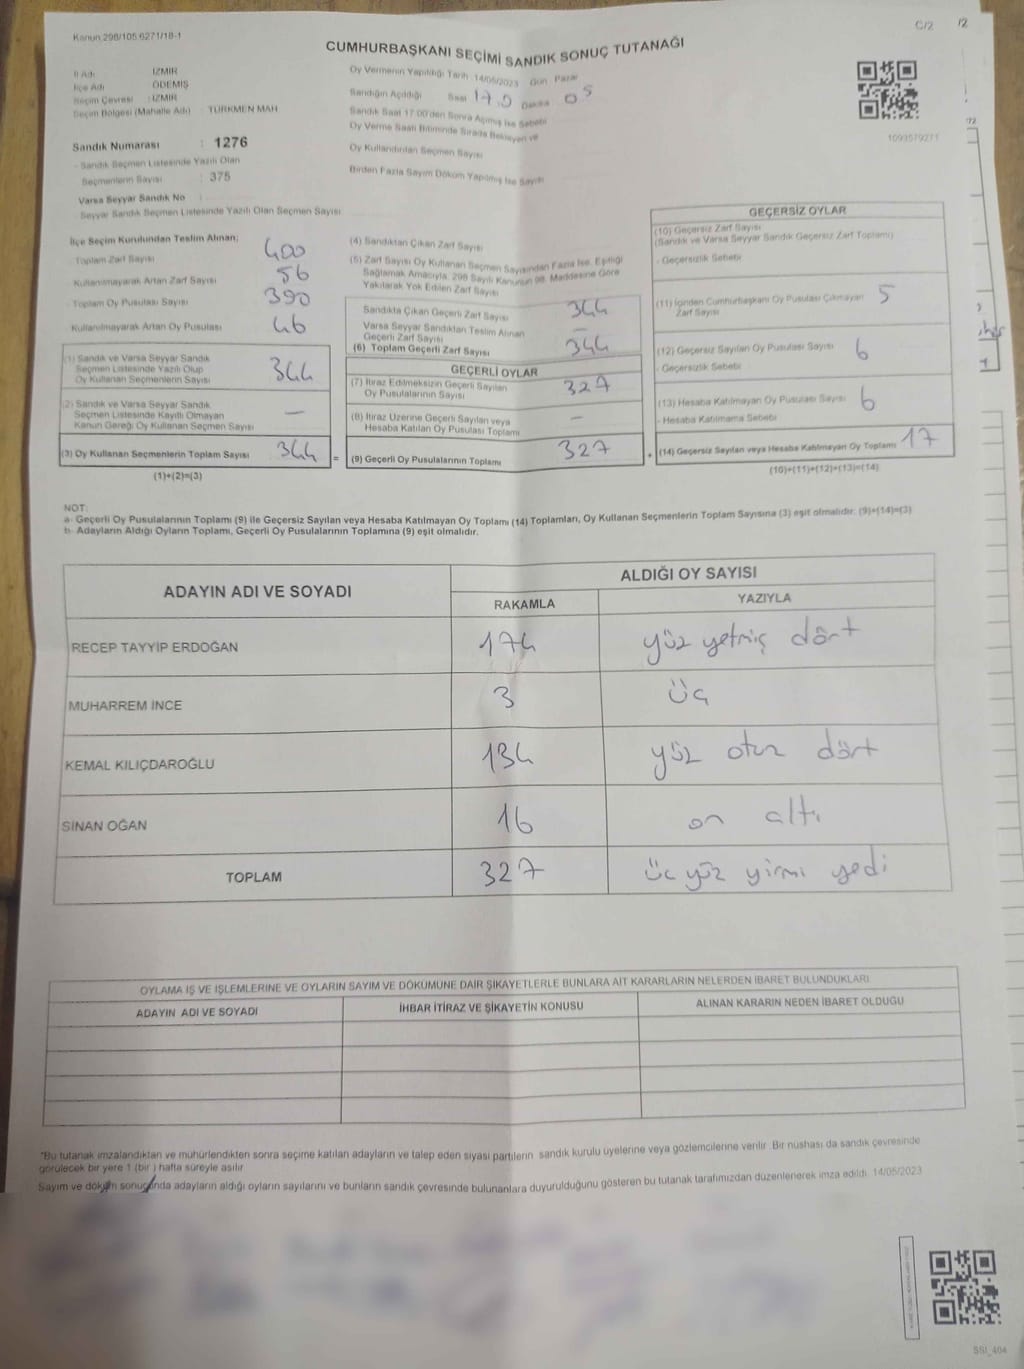 Kanun 298/105 6271/18-1
C/2
/2
CUMHURBAŞKANI SEÇİMİ SANDIK SONUÇ TUTANAĞI
İl Adı İZMİR
İlçe Adı ÖDEMİŞ
Seçim Çevresi : İZMİR
Seçim Bölgesi (Mahalle Adı) : TÜRKMEN MAH
Sandık Numarası : 1276
- Sandık Seçmen Listesinde Yazılı Olan
Seçmenlerin Sayısı : 375
Varsa Seyyar Sandık No
- Seyyar Sandık Seçmen Listesinde Yazılı Olan Seçmen Sayısı
Oy Vermenin Yapıldığı Tarih 14/05/2023 Gün Pazar
Sandığın Açıldığı Saat 17.0 Dakika 05
Sandık Saat 17:00'den Sonra Açılmış İse Sebebi
Oy Verme Saati Bitiminde Sırada Bekleyen ve
Oy Kullandırılan Seçmen Sayısı
Birden Fazla Sayım Döküm Yapılmış İse Sayısı
1093579271
İlçe Seçim Kurulundan Teslim Alınan;
Toplam Zarf Sayısı 400
Kullanılmayarak Artan Zarf Sayısı 56
Toplam Oy Pusulası Sayısı 390
Kullanılmayarak Artan Oy Pusulası 46
(1) Sandık ve Varsa Seyyar Sandık
Seçmen Listesinde Yazılı Olup
Oy Kullanan Seçmenlerin Sayısı 344
(2) Sandık ve Varsa Seyyar Sandık
Seçmen Listesinde Kayıtlı Olmayan
Kanun Gereği Oy Kullanan Seçmen Sayısı —
(3) Oy Kullanan Seçmenlerin Toplam Sayısı 344 =
(1)+(2)=(3)
(4) Sandıktan Çıkan Zarf Sayısı
(5) Zarf Sayısı Oy Kullanan Seçmen Sayısından Fazla İse, Eşitliği
Sağlamak Amacıyla, 298 Sayılı Kanunun 98. Maddesine Göre
Yakılarak Yok Edilen Zarf Sayısı
Sandıkta Çıkan Geçerli Zarf Sayısı 344
Varsa Seyyar Sandıktan Teslim Alınan
Geçerli Zarf Sayısı –
(6) Toplam Geçerli Zarf Sayısı 344
GEÇERLİ OYLAR
(7) İtiraz Edilmeksizin Geçerli Sayılan
Oy Pusulalarının Sayısı 327
(8) İtiraz Üzerine Geçerli Sayılan veya
Hesaba Katılan Oy Pusulası Toplamı –
(9) Geçerli Oy Pusulalarının Toplamı 327 +
GEÇERSİZ OYLAR
(10) Geçersiz Zarf Sayısı
(Sandık ve Varsa Seyyar Sandık Geçersiz Zarf Toplamı)
- Geçersizlik Sebebi
(11) İçinden Cumhurbaşkanı Oy Pusulası Çıkmayan
Zarf Sayısı 5
(12) Geçersiz Sayılan Oy Pusulası Sayısı 6
- Geçersizlik Sebebi
(13) Hesaba Katılmayan Oy Pusulası Sayısı 6
- Hesaba Katılmama Sebebi
(14) Geçersiz Sayılan veya Hesaba Katılmayan Oy Toplamı 17
(10)+(11)+(12)+(13)=(14)
NOT:
a- Geçerli Oy Pusulalarının Toplamı (9) ile Geçersiz Sayılan veya Hesaba Katılmayan Oy Toplamı (14) Toplamları, Oy Kullanan Seçmenlerin Toplam Sayısına (3) eşit olmalıdır. (9)+(14)=(3)
b- Adayların Aldığı Oyların Toplamı, Geçerli Oy Pusulalarının Toplamına (9) eşit olmalıdır.
ADAYIN ADI VE SOYADI
ALDIĞI OY SAYISI
RAKAMLA YAZIYLA
RECEP TAYYİP ERDOĞAN 174 yüz yetmiş dört
MUHARREM İNCE 3 üç
KEMAL KILIÇDAROĞLU 134 yüz otuz dört
SİNAN OĞAN 16 on altı
TOPLAM 327 üç yüz yirmi yedi
OYLAMA İŞ VE İŞLEMLERİNE VE OYLARIN SAYIM VE DÖKÜMÜNE DAİR ŞİKAYETLERLE BUNLARA AİT KARARLARIN NELERDEN İBARET BULUNDUKLARI
ADAYIN ADI VE SOYADI İHBAR İTİRAZ VE ŞİKAYETİN KONUSU ALINAN KARARIN NEDEN İBARET OLDUĞU
*Bu tutanak imzalandıktan ve mühürlendikten sonra seçime katılan adayların ve talep eden siyasi partilerin sandık kurulu üyelerine veya gözlemcilerine verilir. Bir nüshası da sandık çevresinde
görülecek bir yere 1 (bir ) hafta süreyle asılır.
Sayım ve döküm sonucunda adayların aldığı oyların sayılarını ve bunların sandık çevresinde bulunanlara duyurulduğunu gösteren bu tutanak tarafımızdan düzenlenerek imza edildi. 14/05/2023
SSI_404